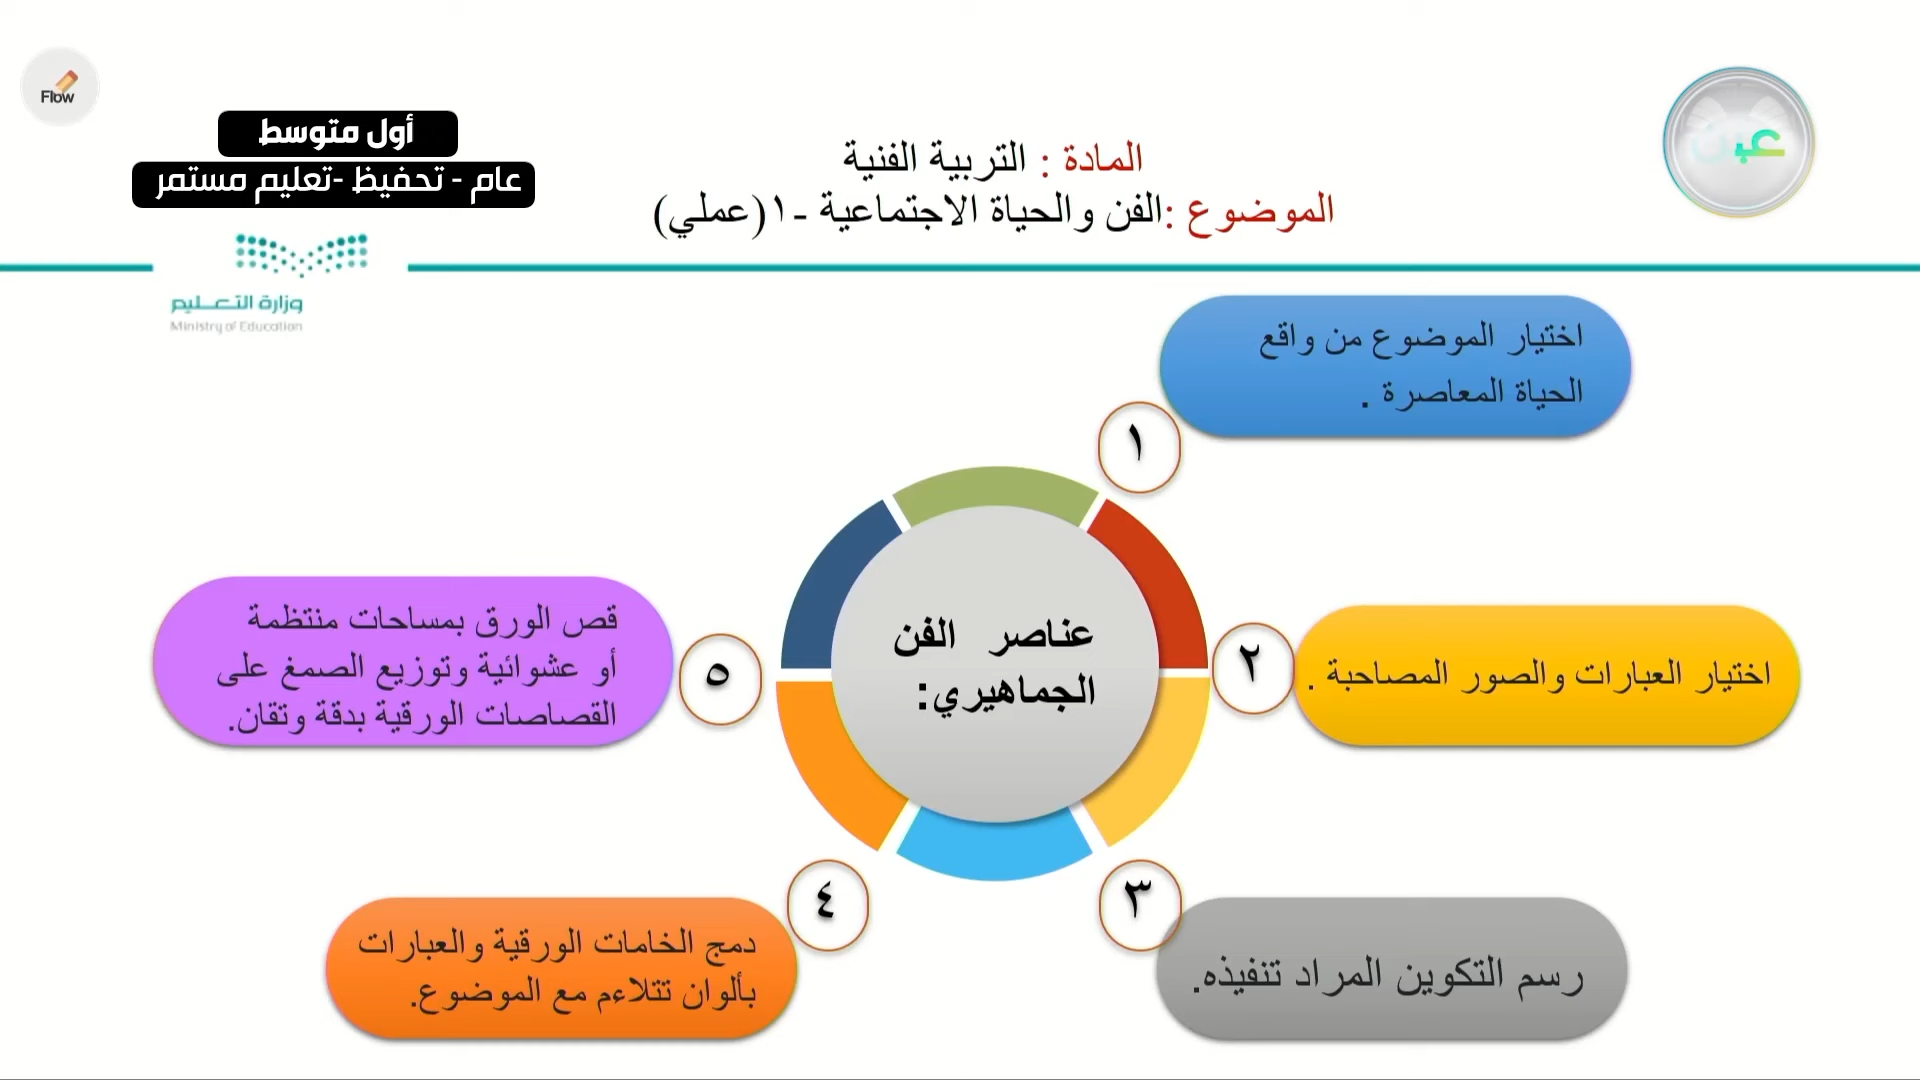 Flow
أول متوسط
عام - تحفيظ -تعليم مستمر
المادة : التربية الفنية
الموضوع :الفن والحياة الاجتماعية -١(عملي)
عين
وزارة التعليم
Ministry of Education
عناصر الفن
الجماهيري:
١
اختيار الموضوع من واقع
الحياة المعاصرة .
٢
اختيار العبارات والصور المصاحبة .
٣
رسم التكوين المراد تنفيذه.
٤
دمج الخامات الورقية والعبارات
بألوان تتلاءم مع الموضوع.
٥
قص الورق بمساحات منتظمة
أو عشوائية وتوزيع الصمغ على
القصاصات الورقية بدقة وتقان.